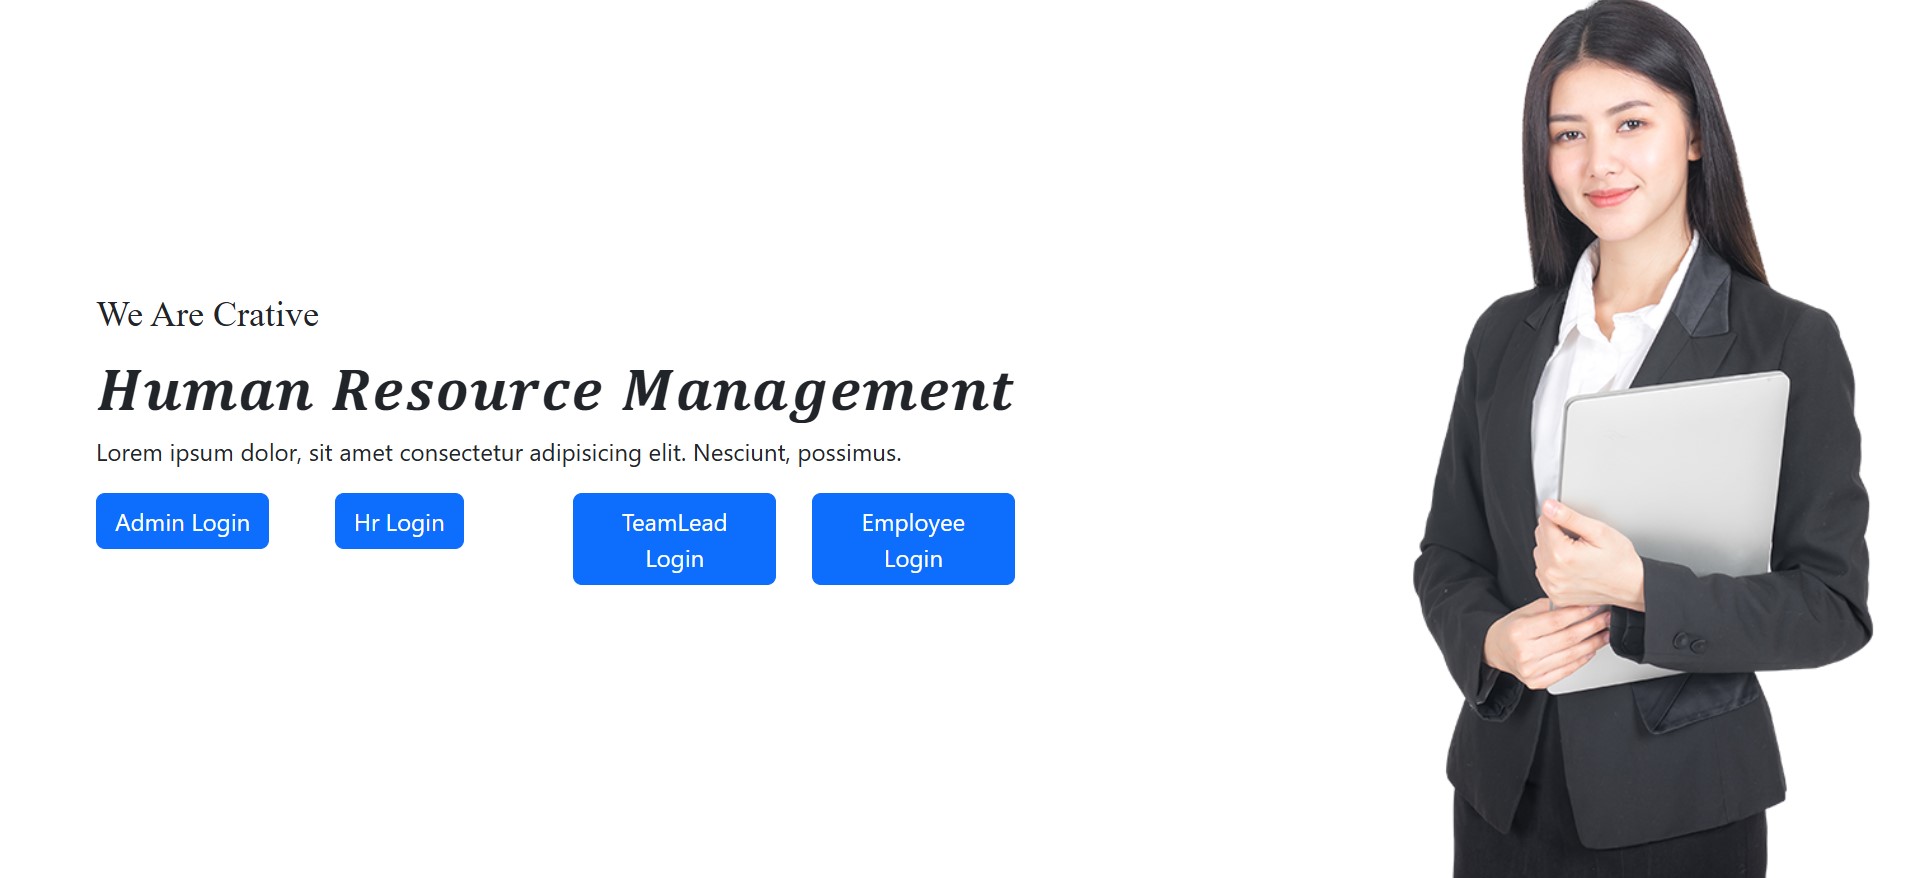 We Are Crative
Human Resource Management
Lorem ipsum dolor, sit amet consectetur adipisicing elit. Nesciunt, possimus.
Admin Login
Hr Login
TeamLead
Login
Employee
Login